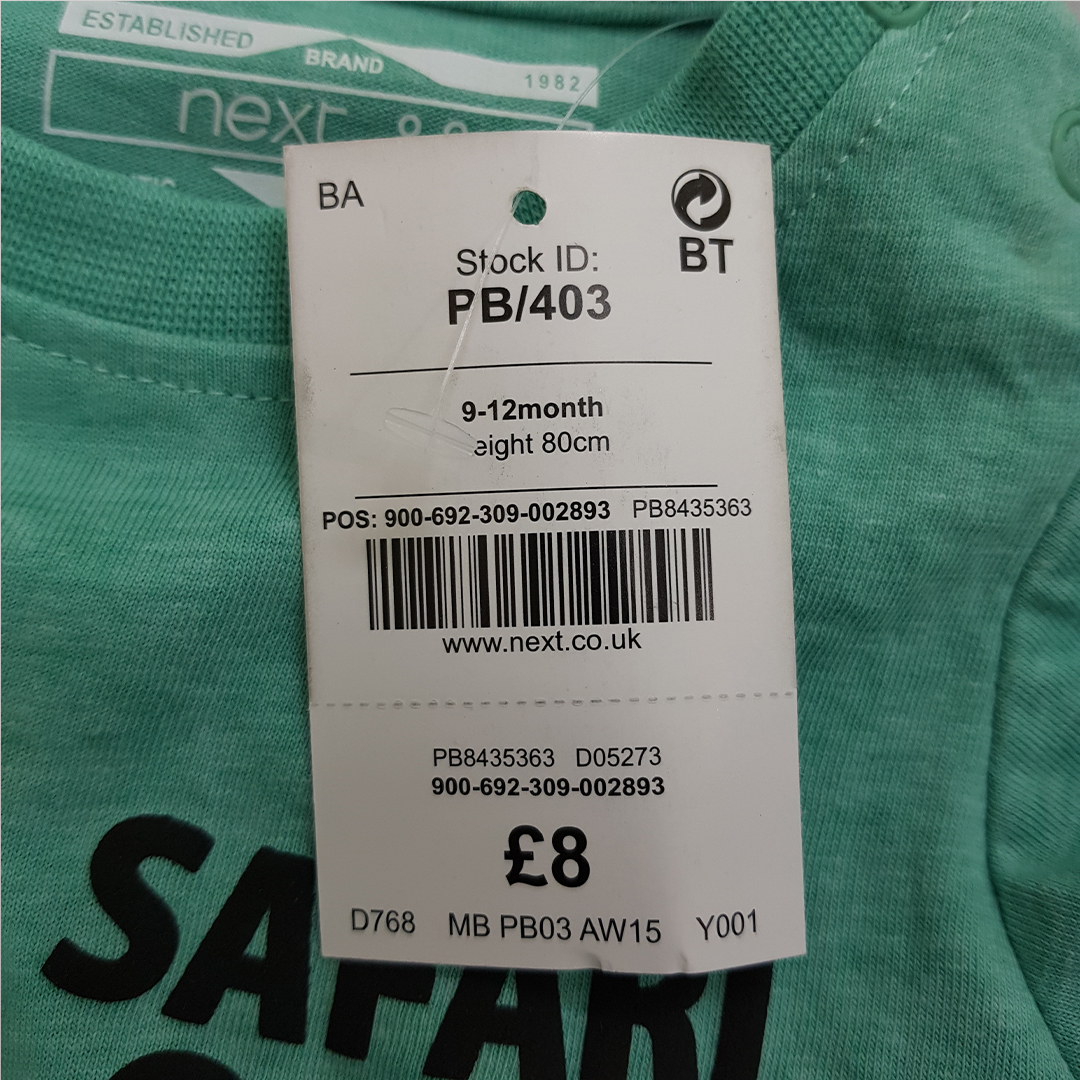 ESTABLISHED
BRAND
1982
next
BA
BT
Stock ID:
PB/403
9-12month
eight 80cm
POS: 900-692-309-002893 PB8435363
www.next.co.uk
PB8435363 D05273
900-692-309-002893
£8
D768 MB PB03 AW15 Y001
SAFARI